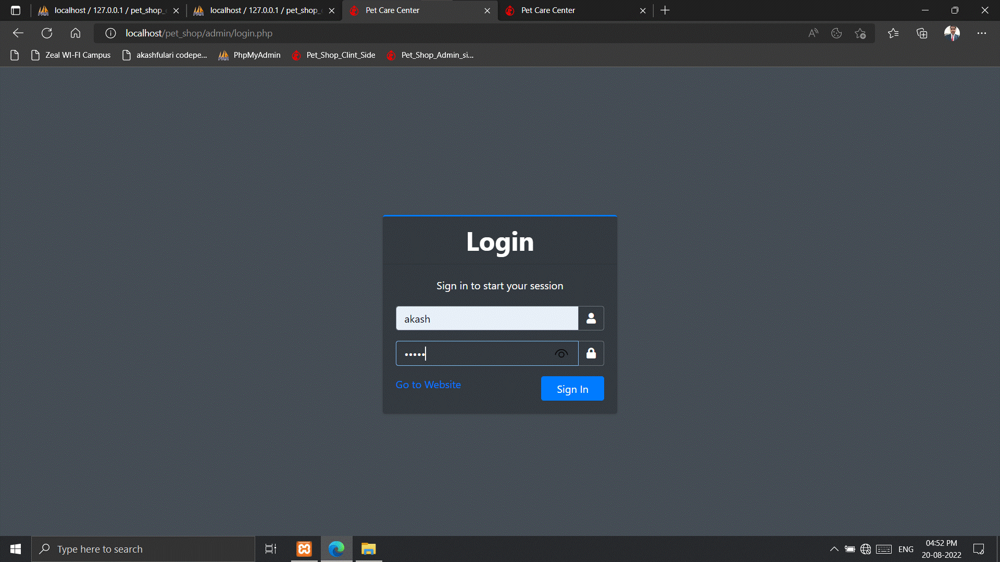 localhost / 127.0.0.1 / pet_shop_
localhost / 127.0.0.1 / pet_shop_
Pet Care Center
Pet Care Center
localhost/pet_shop/admin/login.php
Zeal WI-FI Campus
akashfulari codepe...
PhpMyAdmin
Pet_Shop_Clint_Side
Pet_Shop_Admin_si...
Login
Sign in to start your session
akash
•••••
Go to Website
Sign In
Type here to search
ENG
04:52 PM
20-08-2022